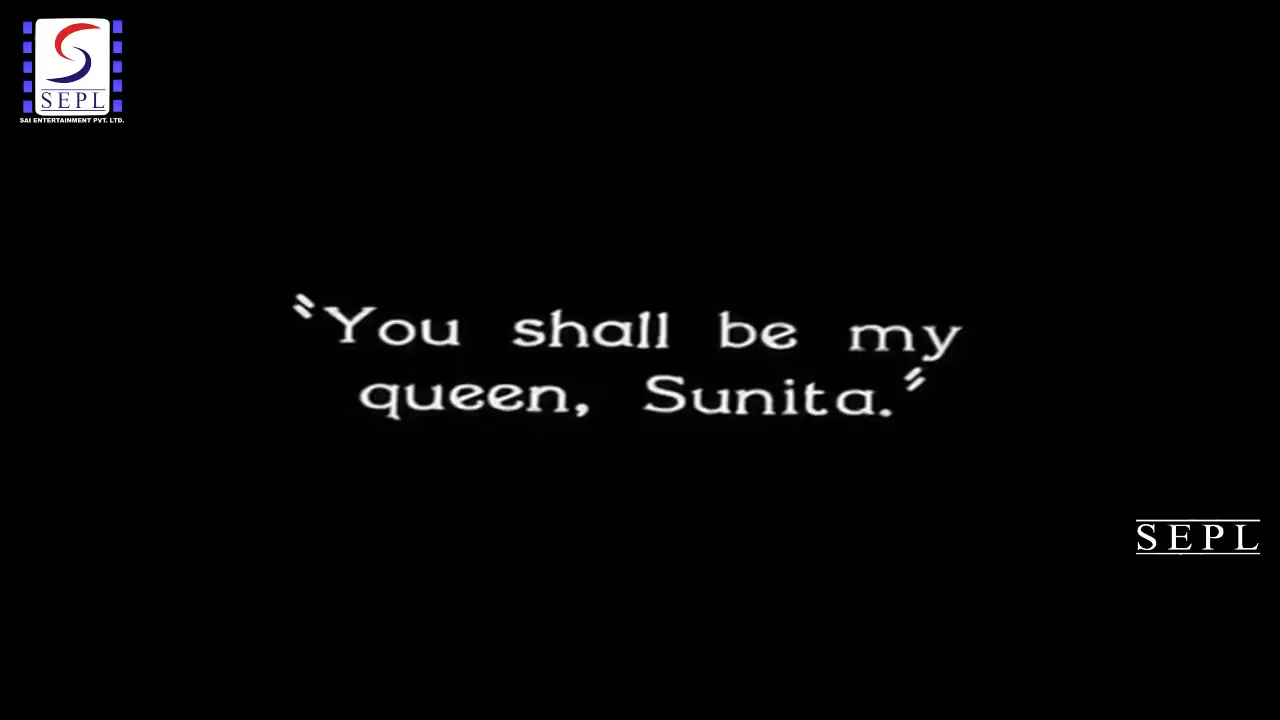 SEPL
SAI ENTERTAINMENT PVT. LTD.
"You shall be my
queen, Sunita."
SEPL